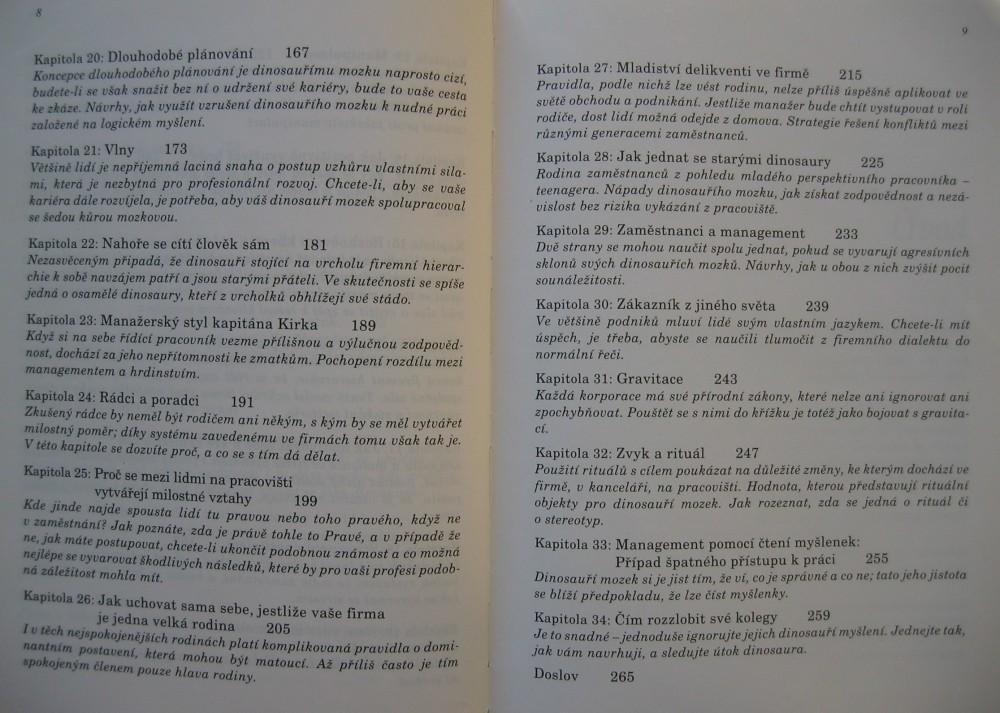 8
Kapitola 20: Dlouhodobé plánování 167
Koncepce dlouhodobého plánování je dinosauřímu mozku naprosto cizí,
budete-li se však snažit bez ní o udržení své kariéry, bude to vaše cesta
ke zkáze. Návrhy, jak využít vzrušení dinosauřího mozku k nudné práci
založené na logickém myšlení.
Kapitola 21: Vlny 173
Většině lidí je nepříjemná laciná snaha o postup vzhůru vlastními sila-
mi, která je nezbytná pro profesionální rozvoj. Chcete-li, aby se vaše
kariéra dále rozvíjela, je potřeba, aby váš dinosauří mozek spolupracoval
se šedou kůrou mozkovou.
Kapitola 22: Nahoře se cítí člověk sám 181
Nezasvěceným připadá, že dinosauři stojící na vrcholu firemní hierar-
chie k sobě navzájem patří a jsou starými přáteli. Ve skutečnosti se spíše
jedná o osamělé dinosaury, kteří z vrcholků obhlížejí své stádo.
Kapitola 23: Manažerský styl kapitána Kirka 189
Když si na sebe řídící pracovník vezme přílišnou a výlučnou zodpověd-
nost, dochází za jeho nepřítomnosti ke zmatkům. Pochopení rozdílu mezi
managementem a hrdinstvím.
Kapitola 24: Rádci a poradci 191
Zkušený rádce by neměl být rodičem ani někým, s kým by se měl vytvářet
milostný poměr; díky systému zavedenému ve firmách tomu však tak je.
V této kapitole se dozvíte proč, a co se s tím dá dělat.
Kapitola 25: Proč se mezi lidmi na pracovišti
vytvářejí milostné vztahy 199
Kde jinde najde spousta lidí tu pravou nebo toho pravého, když ne
v zaměstnání? Jak poznáte, zda je právě tohle to Pravé, a v případě že
ne, jak máte postupovat, chcete-li ukončit podobnou známost a co možná
nejlépe se vyvarovat škodlivých následků, které by pro vaši profesi podob-
ná záležitost mohla mít.
Kapitola 26: Jak uchovat sama sebe, jestliže vaše firma
je jedna velká rodina 205
I v těch nejspokojenějších rodinách platí komplikovaná pravidla o domi-
nantním postavení, která mohou být matoucí. Až příliš často je tím
spokojeným členem pouze hlava rodiny.
9
Kapitola 27: Mladiství delikventi ve firmě 215
Pravidla, podle nichž lze vést rodinu, nelze příliš úspěšně aplikovat ve
světě obchodu a podnikání. Jestliže manažer bude chtít vystupovat v roli
rodiče, dost lidí možná odejde z domova. Strategie řešení konfliktů mezi
různými generacemi zaměstnanců.
Kapitola 28: Jak jednat se starými dinosaury 225
Rodina zaměstnanců z pohledu mladého perspektivního pracovníka –
teenagera. Nápady dinosauřího mozku, jak získat zodpovědnost a nezá-
vislost bez rizika vykázání z pracoviště.
Kapitola 29: Zaměstnanci a management 233
Dvě strany se mohou naučit spolu jednat, pokud se vyvarují agresívních
sklonů svých dinosauřích mozků. Návrhy, jak u obou z nich zvýšit pocit
sounáležitosti.
Kapitola 30: Zákazník z jiného světa 239
Ve většině podniků mluví lidé svým vlastním jazykem. Chcete-li mít
úspěch, je třeba, abyste se naučili tlumočit z firemního dialektu do
normální řeči.
Kapitola 31: Gravitace 243
Každá korporace má své přírodní zákony, které nelze ani ignorovat ani
zpochybňovat. Pouštět se s nimi do křížku je totéž jako bojovat s gravita-
cí.
Kapitola 32: Zvyk a rituál 247
Použití rituálů s cílem poukázat na důležité změny, ke kterým dochází ve
firmě, v kanceláři, na pracovišti. Hodnota, kterou představují rituální
objekty pro dinosauří mozek. Jak rozeznat, zda se jedná o rituál či
o stereotyp.
Kapitola 33: Management pomocí čtení myšlenek:
Případ špatného přístupu k práci 255
Dinosauří mozek si je jist tím, že ví, co je správné a co ne; tato jeho jistota
se blíží předpokladu, že lze číst myšlenky.
Kapitola 34: Čím rozzlobit své kolegy 259
Je to snadné – jednoduše ignorujte jejich dinosauří myšlení. Jednejte tak,
jak vám navrhuji, a sledujte útok dinosaura.
Doslov 265